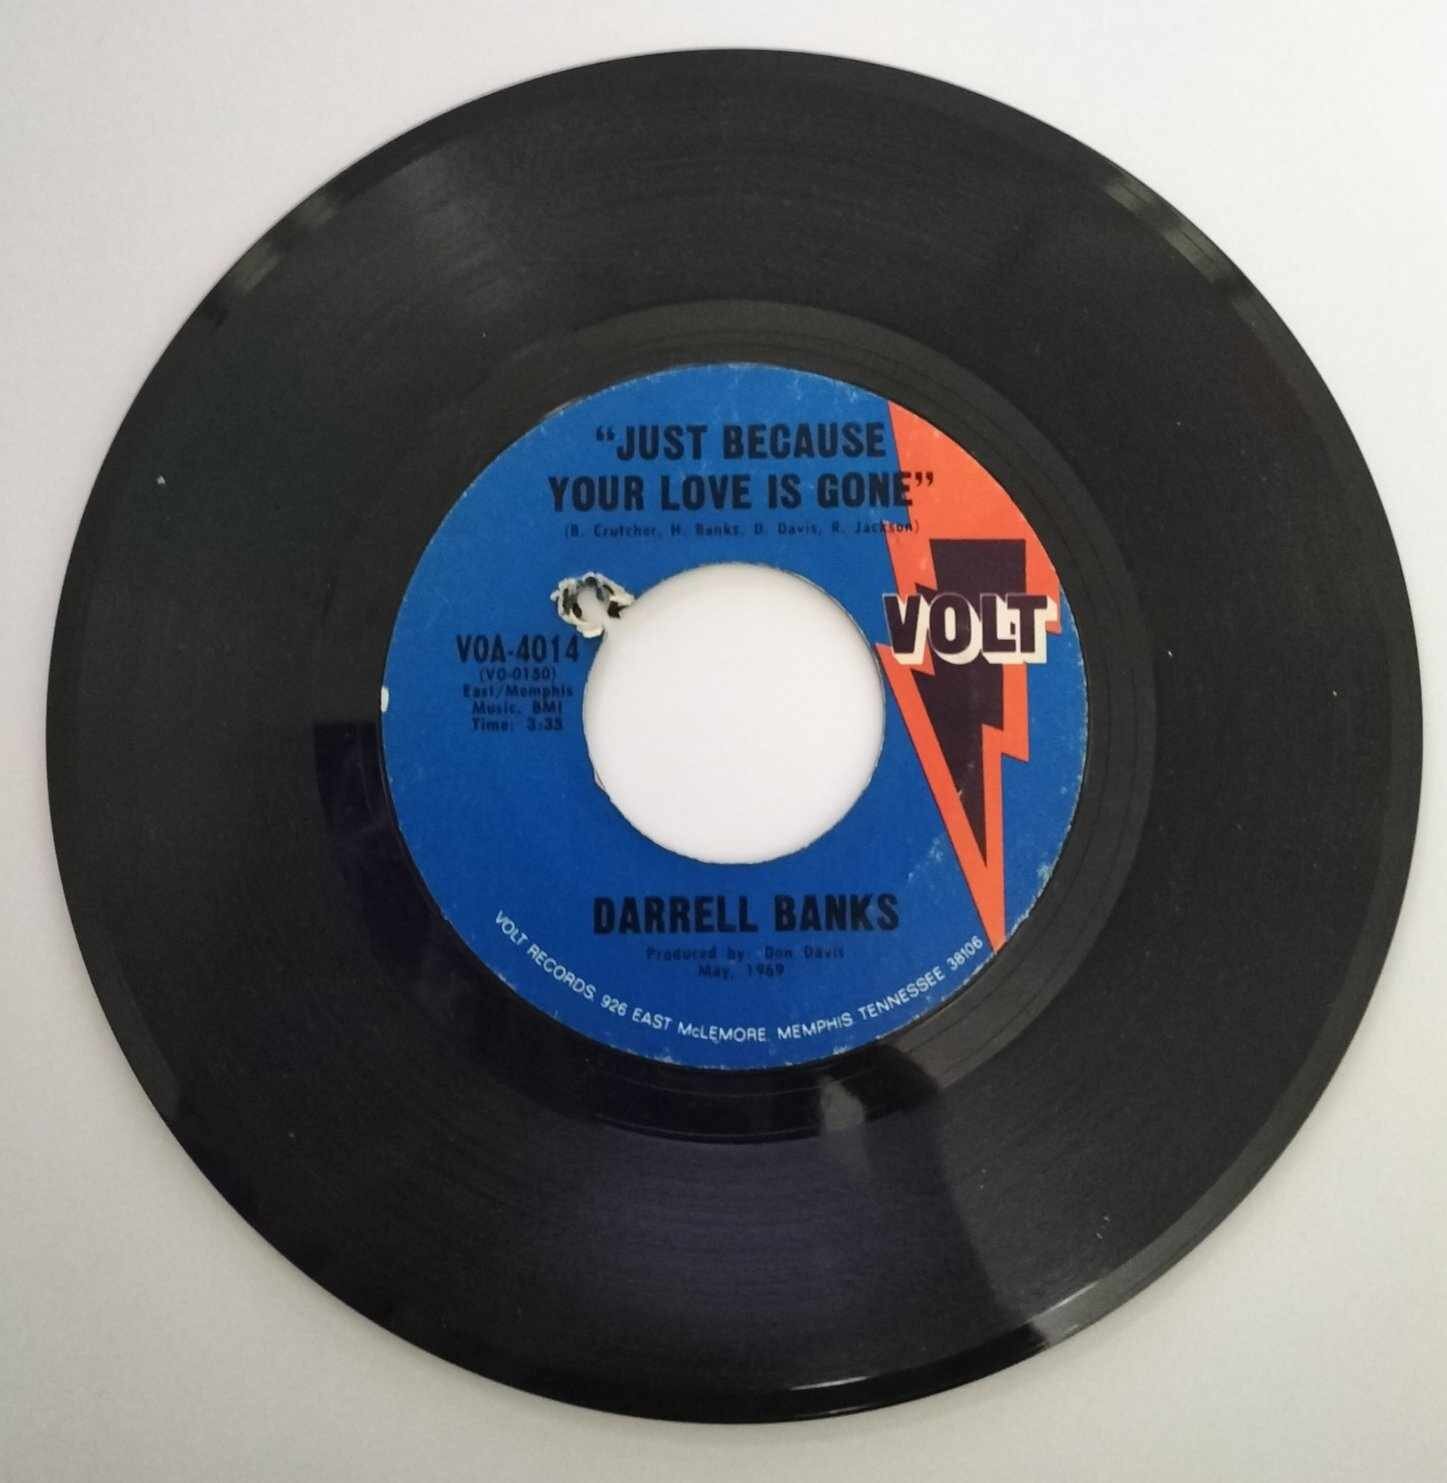 “JUST BECAUSE
YOUR LOVE IS GONE”
(B. Crutcher, H. Banks, D. Davis, R. Jackson)
VOLT
VOA-4014
(VO-0150)
East/Memphis
Music, BMI
Time: 3:35
DARRELL BANKS
Produced by: Don Davis
May, 1969
VOLT RECORDS, 926 EAST McLEMORE, MEMPHIS, TENNESSEE 38106